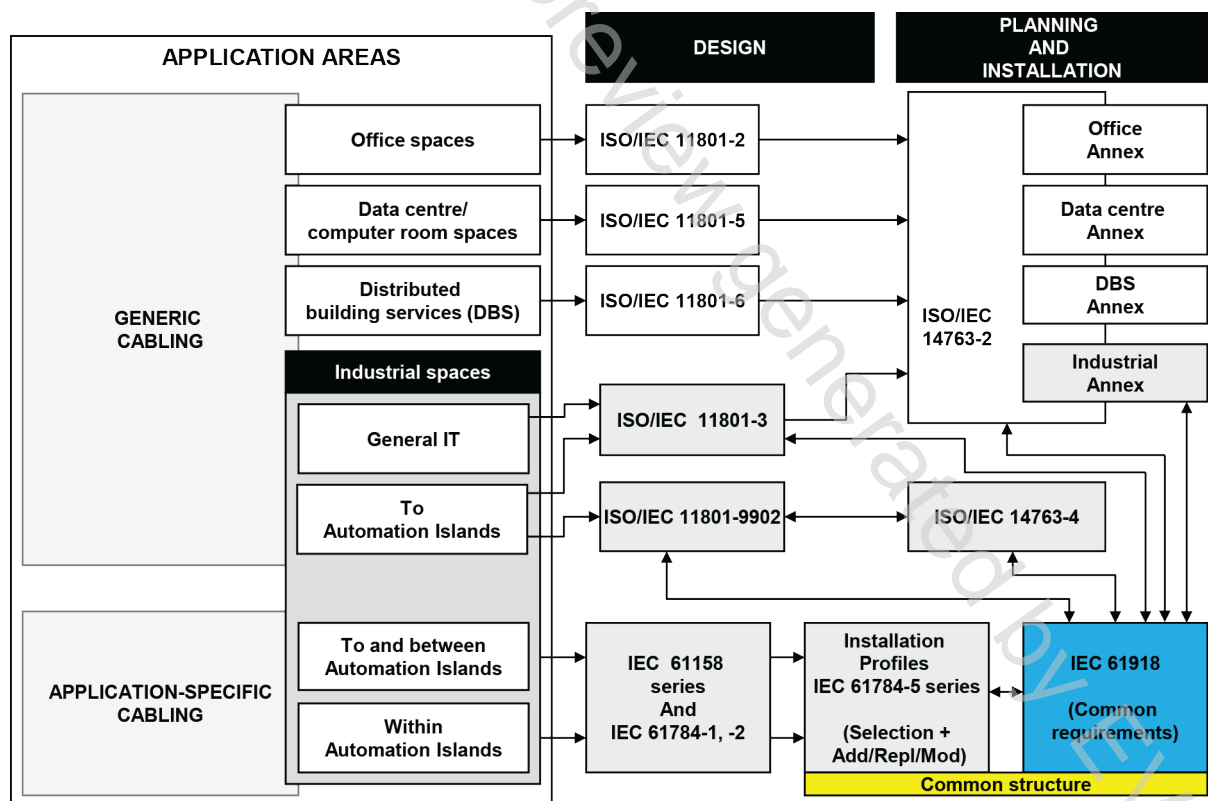 APPLICATION AREAS
DESIGN
PLANNING
AND
INSTALLATION
GENERIC
CABLING
Office spaces
ISO/IEC 11801-2
Office
Annex
Data centre/
computer room spaces
ISO/IEC 11801-5
Data centre
Annex
Distributed
building services (DBS)
ISO/IEC 11801-6
DBS
Annex
ISO/IEC
14763-2
Industrial
Annex
Industrial spaces
General IT
ISO/IEC 11801-3
To
Automation Islands
ISO/IEC 11801-9902
ISO/IEC 14763-4
APPLICATION-SPECIFIC
CABLING
To and between
Automation Islands
Within
Automation Islands
IEC 61158
series
And
IEC 61784-1, -2
Installation
Profiles
IEC 61784-5 series
(Selection +
Add/Repl/Mod)
IEC 61918
(Common
requirements)
Common structure
review generated by